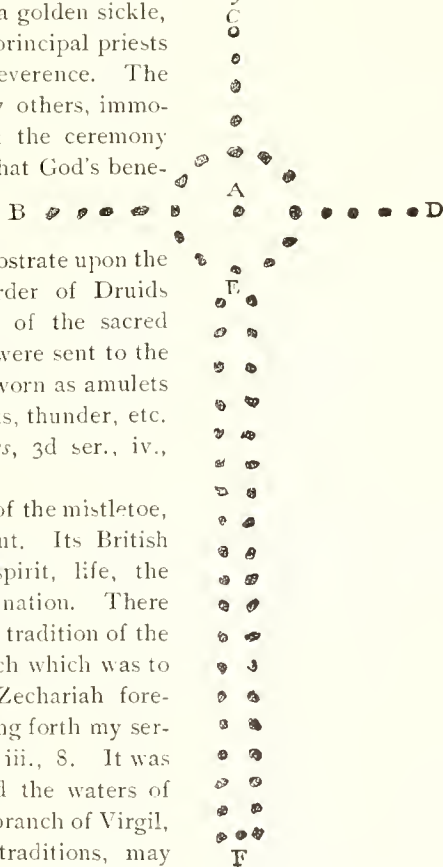 a golden sickle,
principal priests
everence. The
others, immo-
the ceremony
hat God's bene-
C
A
B
D
E
F
ostrate upon the
rder of Druids
of the sacred
were sent to the
worn as amulets
s, thunder, etc.
s, 3d ser., iv.,
of the mistletoe,
nt. Its British
spirit, life, the
nation. There
tradition of the
ch which was to
Zechariah fore-
ng forth my ser-
iii., 8. It was
the waters of
branch of Virgil,
traditions, may